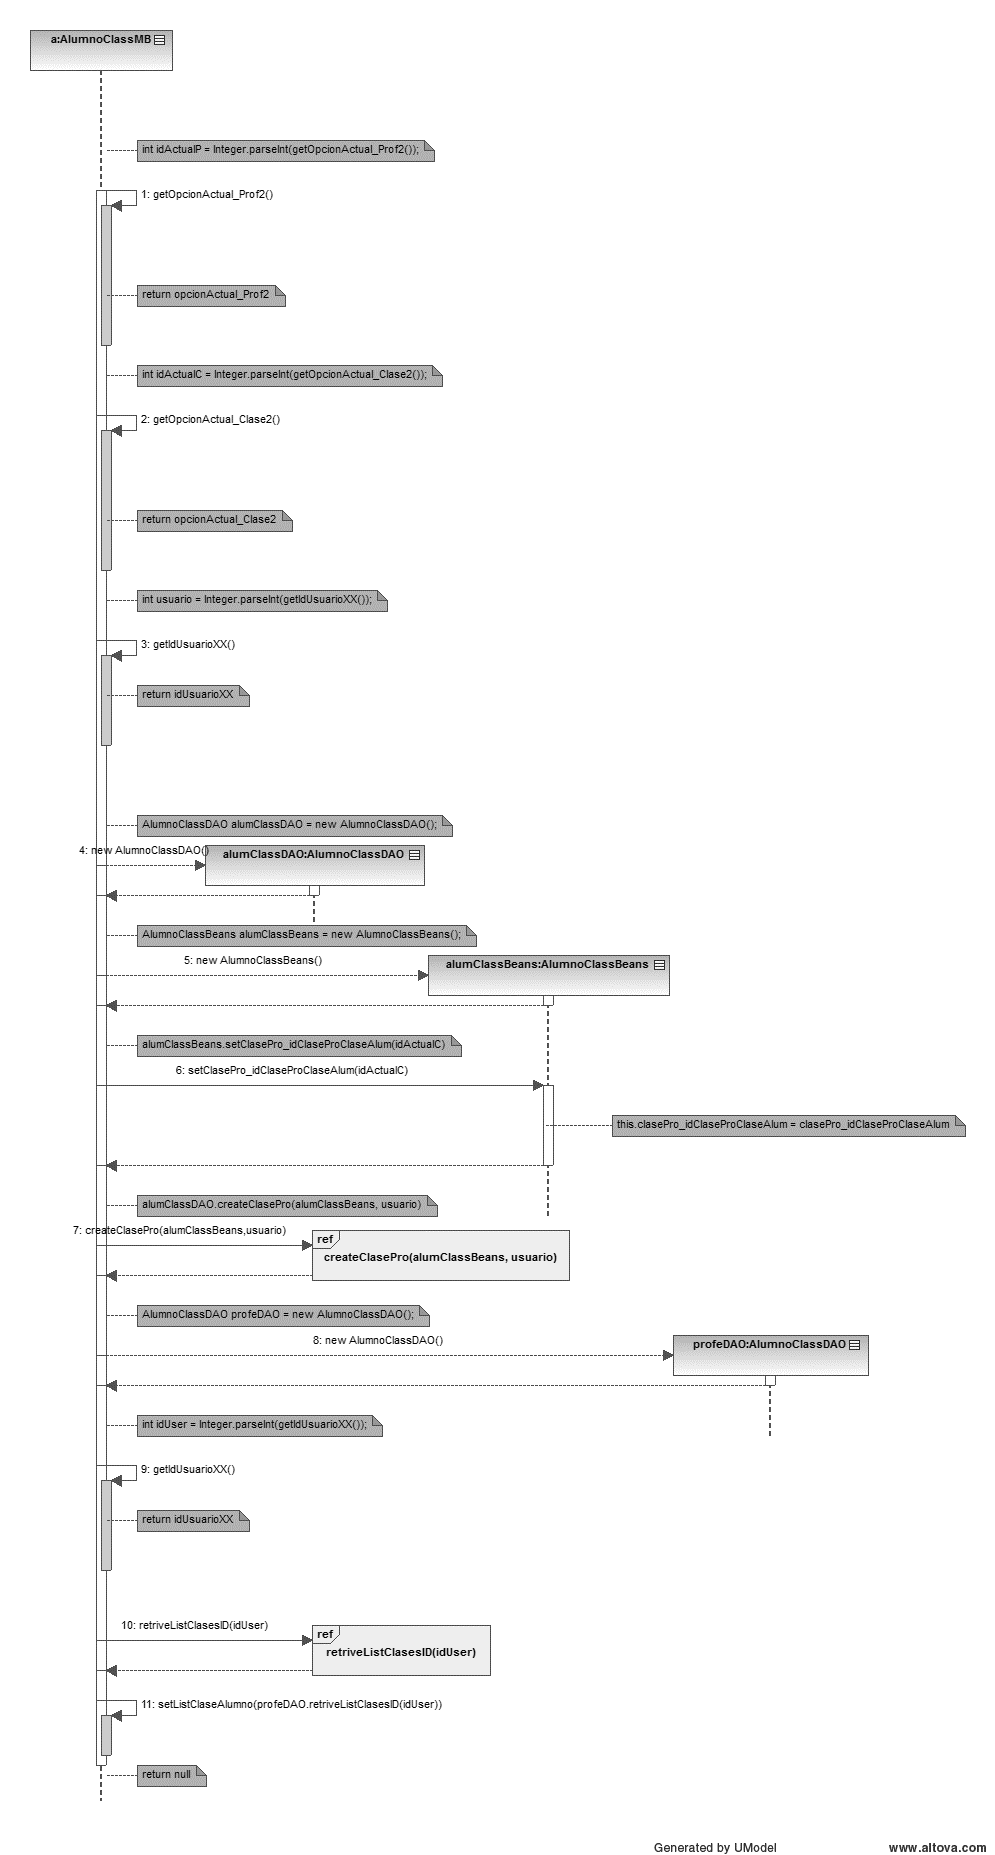 a:AlumnoClassMB
int idActualP = Integer.parseInt(getOpcionActual_Prof2());
1: getOpcionActual_Prof2()
return opcionActual_Prof2
int idActualC = Integer.parseInt(getOpcionActual_Clase2());
2: getOpcionActual_Clase2()
return opcionActual_Clase2
int usuario = Integer.parseInt(getIdUsuarioXX());
3: getIdUsuarioXX()
return idUsuarioXX
AlumnoClassDAO alumClassDAO = new AlumnoClassDAO();
4: new AlumnoClassDAO()
alumClassDAO:AlumnoClassDAO
AlumnoClassBeans alumClassBeans = new AlumnoClassBeans();
5: new AlumnoClassBeans()
alumClassBeans:AlumnoClassBeans
alumClassBeans.setClasePro_idClaseProClaseAlum(idActualC)
6: setClasePro_idClaseProClaseAlum(idActualC)
this.clasePro_idClaseProClaseAlum = clasePro_idClaseProClaseAlum
alumClassDAO.createClasePro(alumClassBeans, usuario)
7: createClasePro(alumClassBeans,usuario)
ref
createClasePro(alumClassBeans, usuario)
AlumnoClassDAO profeDAO = new AlumnoClassDAO();
8: new AlumnoClassDAO()
profeDAO:AlumnoClassDAO
int idUser = Integer.parseInt(getIdUsuarioXX());
9: getIdUsuarioXX()
return idUsuarioXX
10: retriveListClasesID(idUser)
ref
retriveListClasesID(idUser)
11: setListClaseAlumno(profeDAO.retriveListClasesID(idUser))
return null
Generated by UModel
www.altova.com